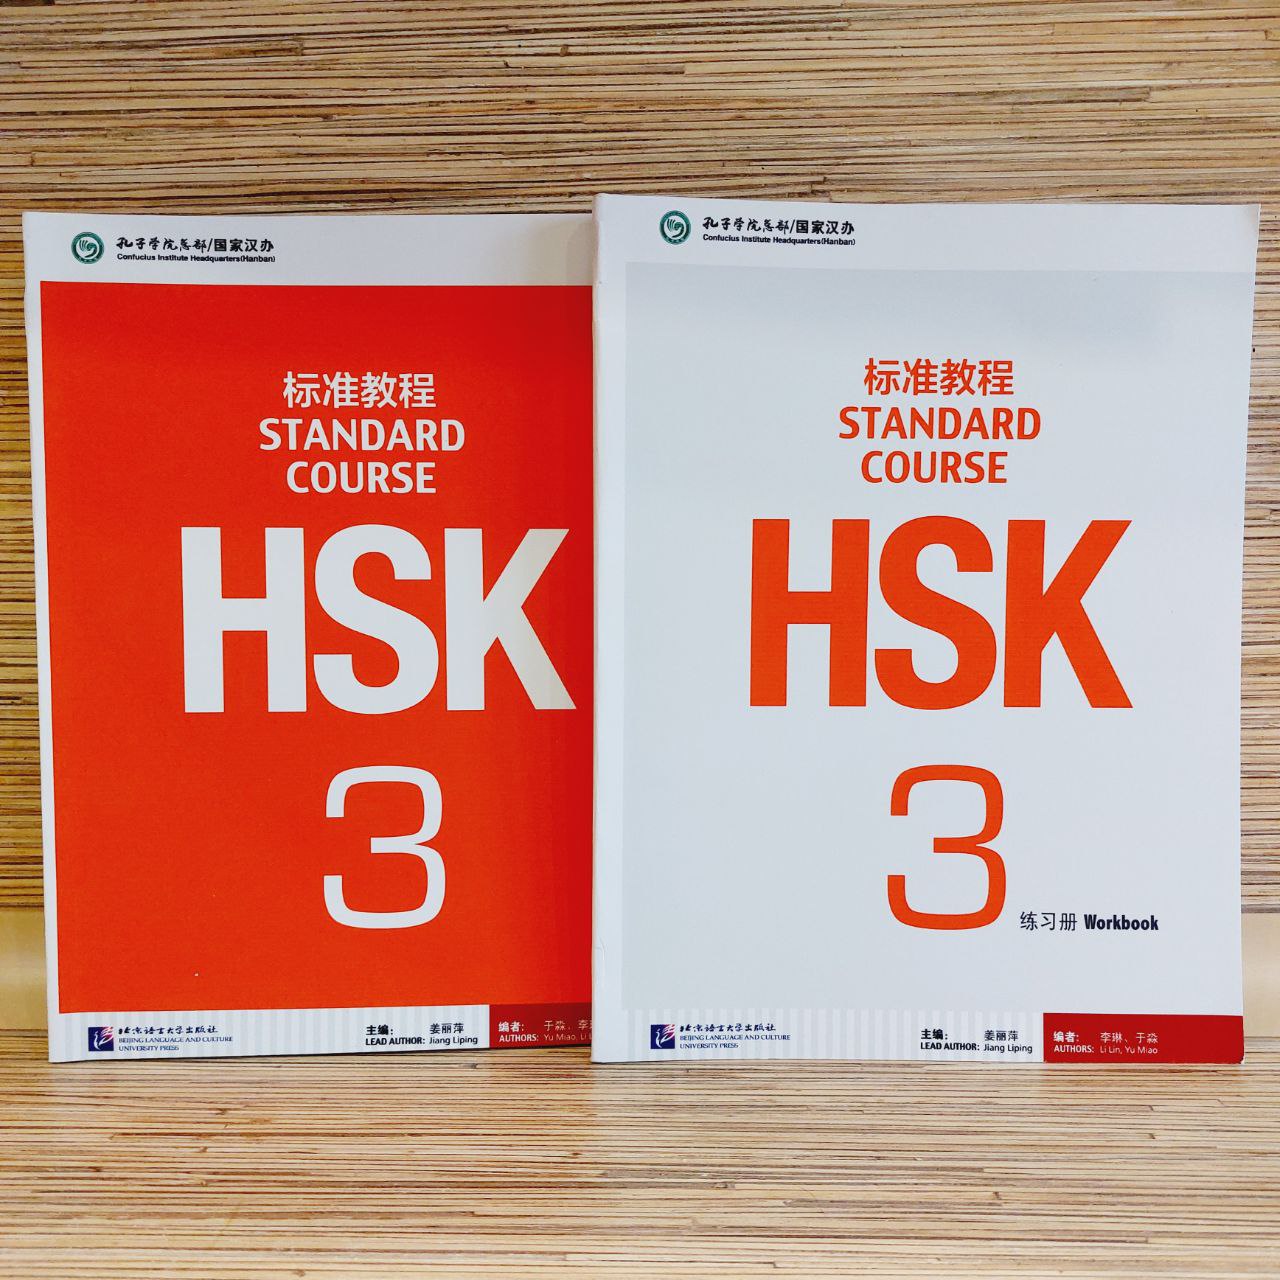 孔子学院总部/国家汉办
Confucius Institute Headquarters(Hanban)
标准教程
STANDARD
COURSE
HSK
3
北京语言大学出版社
BEIJING LANGUAGE AND CULTURE
UNIVERSITY PRESS
主编: 姜丽萍
LEAD AUTHOR: Jiang Liping
编者: 于淼、李
AUTHORS: Yu Miao, Li L
孔子学院总部/国家汉办
Confucius Institute Headquarters(Hanban)
标准教程
STANDARD
COURSE
HSK
3
练习册 Workbook
北京语言大学出版社
BEIJING LANGUAGE AND CULTURE
UNIVERSITY PRESS
主编: 姜丽萍
LEAD AUTHOR: Jiang Liping
编者: 李琳、于淼
AUTHORS: Li Lin, Yu Miao